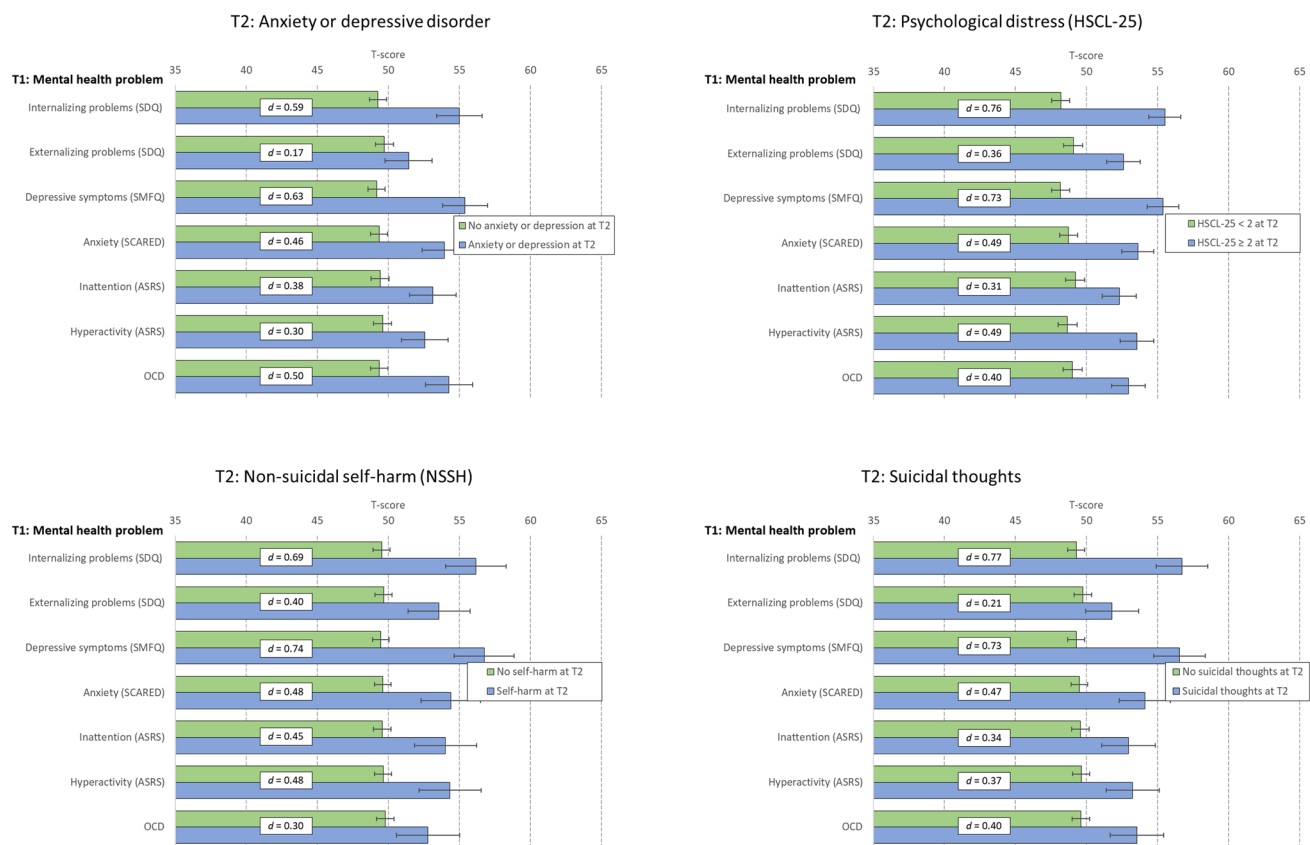 T2: Anxiety or depressive disorder
T-score
35 40 45 50 55 60 65
T1: Mental health problem
Internalizing problems (SDQ)
d = 0.59
Externalizing problems (SDQ)
d = 0.17
Depressive symptoms (SMFQ)
d = 0.63
No anxiety or depression at T2
Anxiety (SCARED)
d = 0.46
Anxiety or depression at T2
Inattention (ASRS)
d = 0.38
Hyperactivity (ASRS)
d = 0.30
OCD
d = 0.50
T2: Psychological distress (HSCL-25)
T-score
35 40 45 50 55 60 65
T1: Mental health problem
Internalizing problems (SDQ)
d = 0.76
Externalizing problems (SDQ)
d = 0.36
Depressive symptoms (SMFQ)
d = 0.73
HSCL-25 < 2 at T2
Anxiety (SCARED)
d = 0.49
HSCL-25 ≥ 2 at T2
Inattention (ASRS)
d = 0.31
Hyperactivity (ASRS)
d = 0.49
OCD
d = 0.40
T2: Non-suicidal self-harm (NSSH)
T-score
35 40 45 50 55 60 65
T1: Mental health problem
Internalizing problems (SDQ)
d = 0.69
Externalizing problems (SDQ)
d = 0.40
Depressive symptoms (SMFQ)
d = 0.74
No self-harm at T2
Anxiety (SCARED)
d = 0.48
Self-harm at T2
Inattention (ASRS)
d = 0.45
Hyperactivity (ASRS)
d = 0.48
OCD
d = 0.30
T2: Suicidal thoughts
T-score
35 40 45 50 55 60 65
T1: Mental health problem
Internalizing problems (SDQ)
d = 0.77
Externalizing problems (SDQ)
d = 0.21
Depressive symptoms (SMFQ)
d = 0.73
No suicidal thoughts at T2
Anxiety (SCARED)
d = 0.47
Suicidal thoughts at T2
Inattention (ASRS)
d = 0.34
Hyperactivity (ASRS)
d = 0.37
OCD
d = 0.40